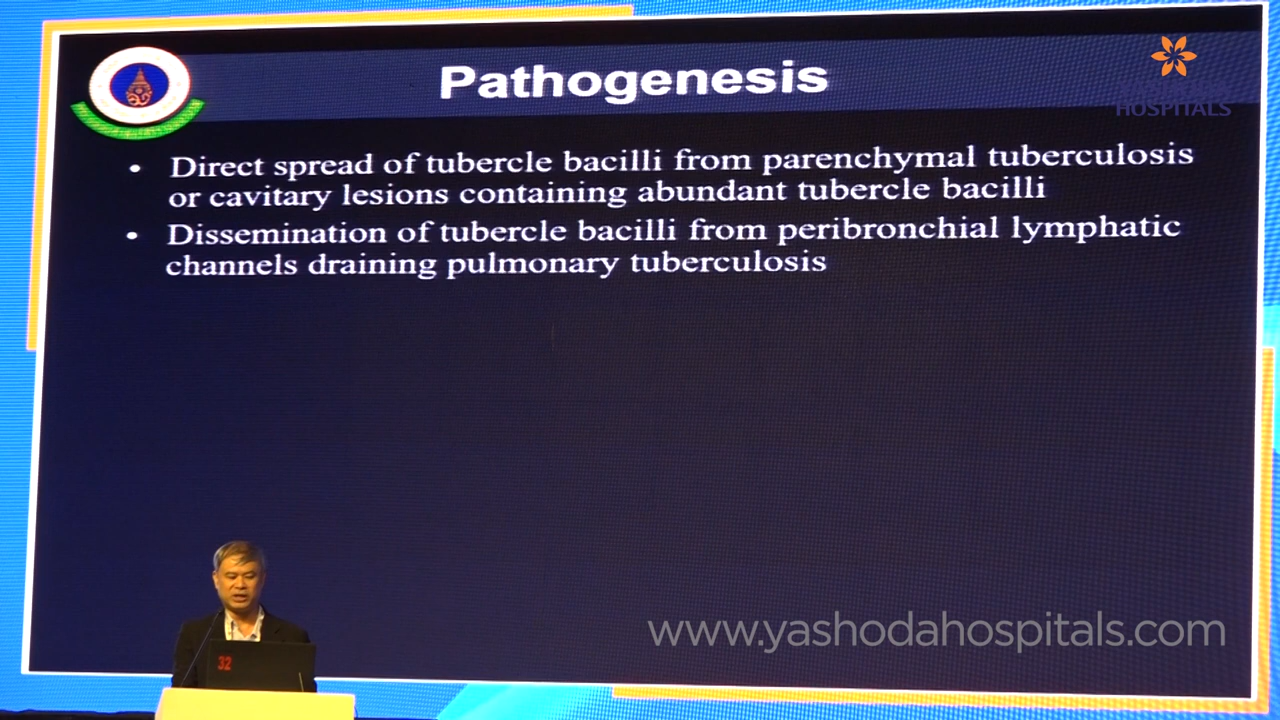 Pathogenesis
HOSPITALS
• Direct spread of tubercle bacilli from parenchymal tuberculosis
or cavitary lesions containing abundant tubercle bacilli
• Dissemination of tubercle bacilli from peribronchial lymphatic
channels draining pulmonary tuberculosis
www.yashodahospitals.com
32